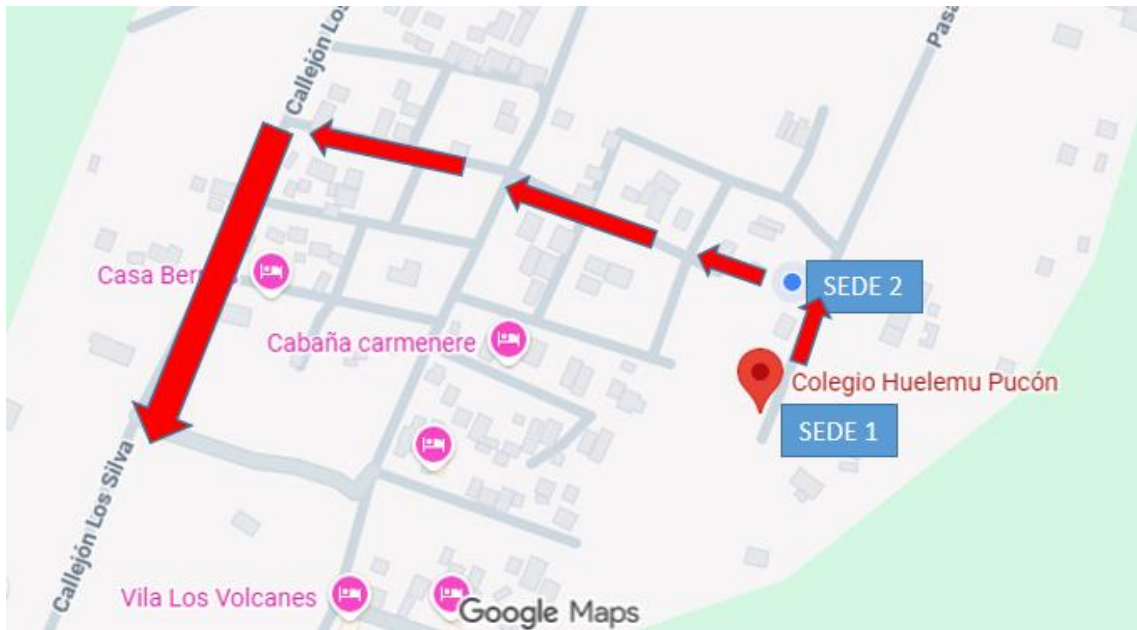 Callejón Los
Pasa
Casa Ber
SEDE 2
Cabaña carmenere
Colegio Huelemu Pucón
SEDE 1
Callejón Los Silva
Vila Los Volcanes
Google Maps